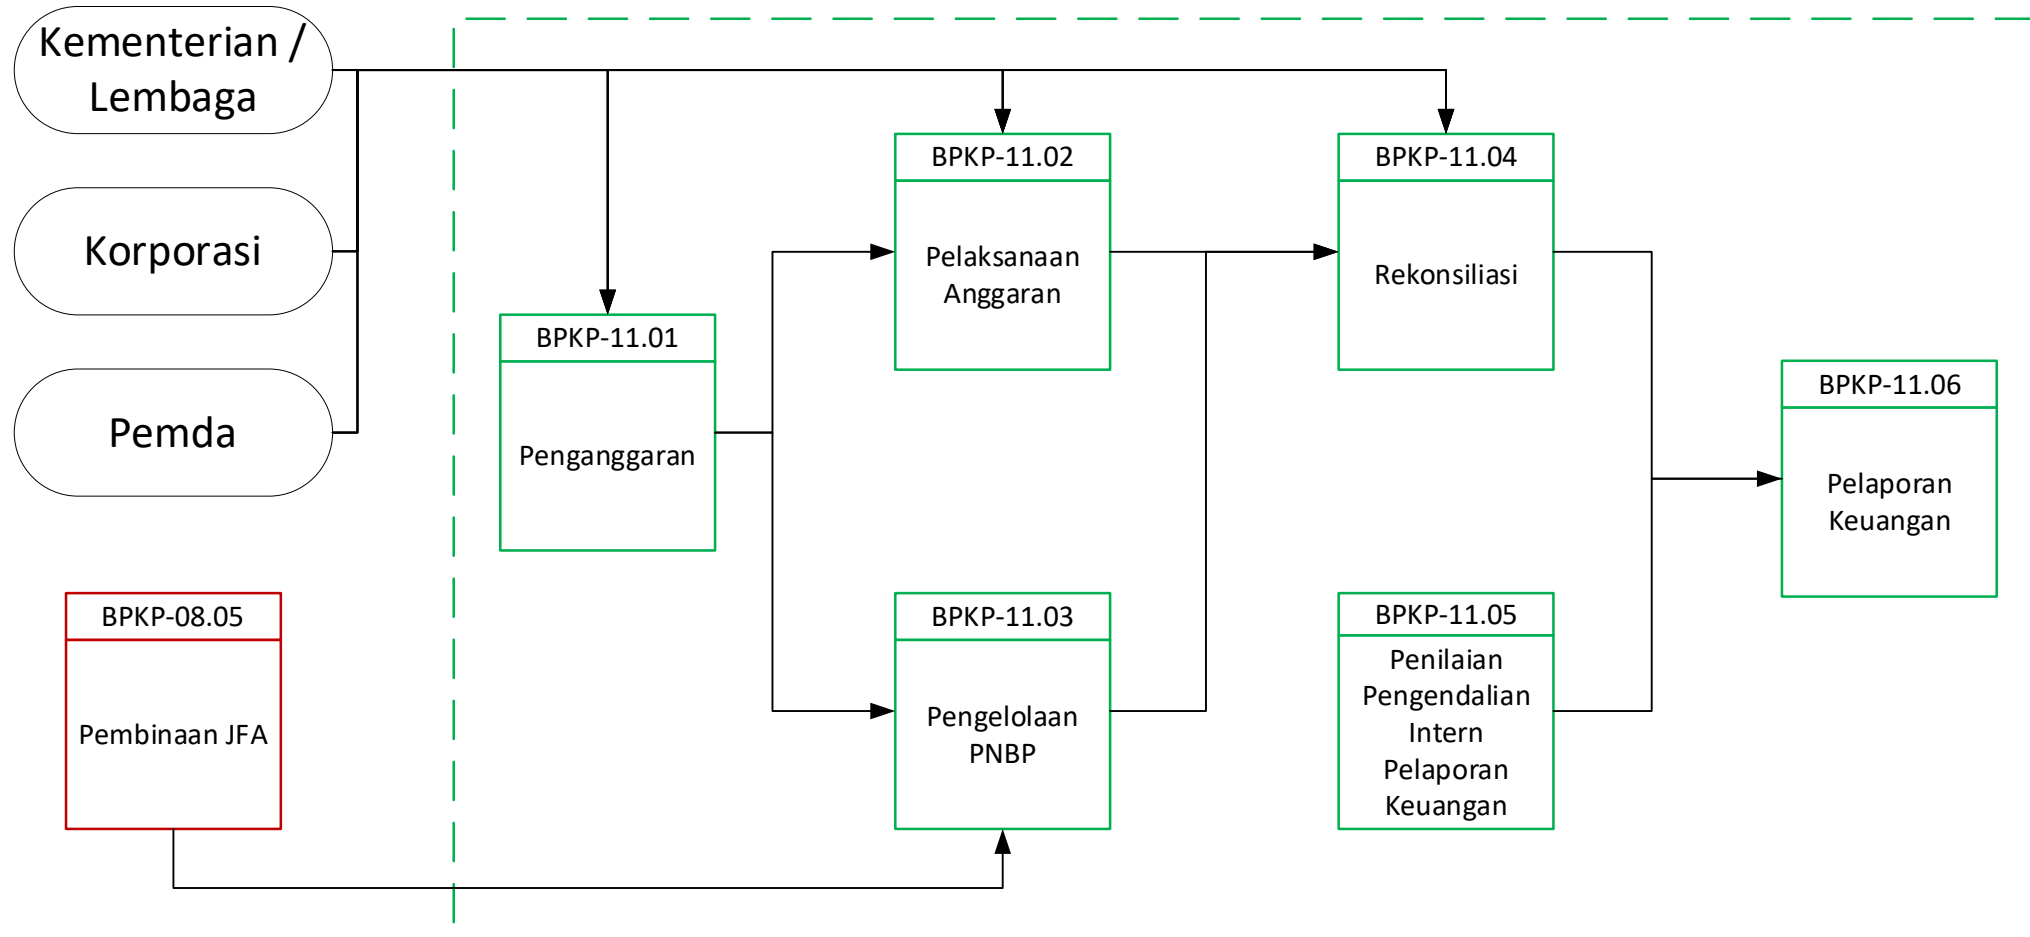 Kementerian /
Lembaga
Korporasi
Pemda
BPKP-08.05
Pembinaan JFA
BPKP-11.01
Penganggaran
BPKP-11.02
Pelaksanaan
Anggaran
BPKP-11.03
Pengelolaan
PNBP
BPKP-11.04
Rekonsiliasi
BPKP-11.05
Penilaian
Pengendalian
Intern
Pelaporan
Keuangan
BPKP-11.06
Pelaporan
Keuangan